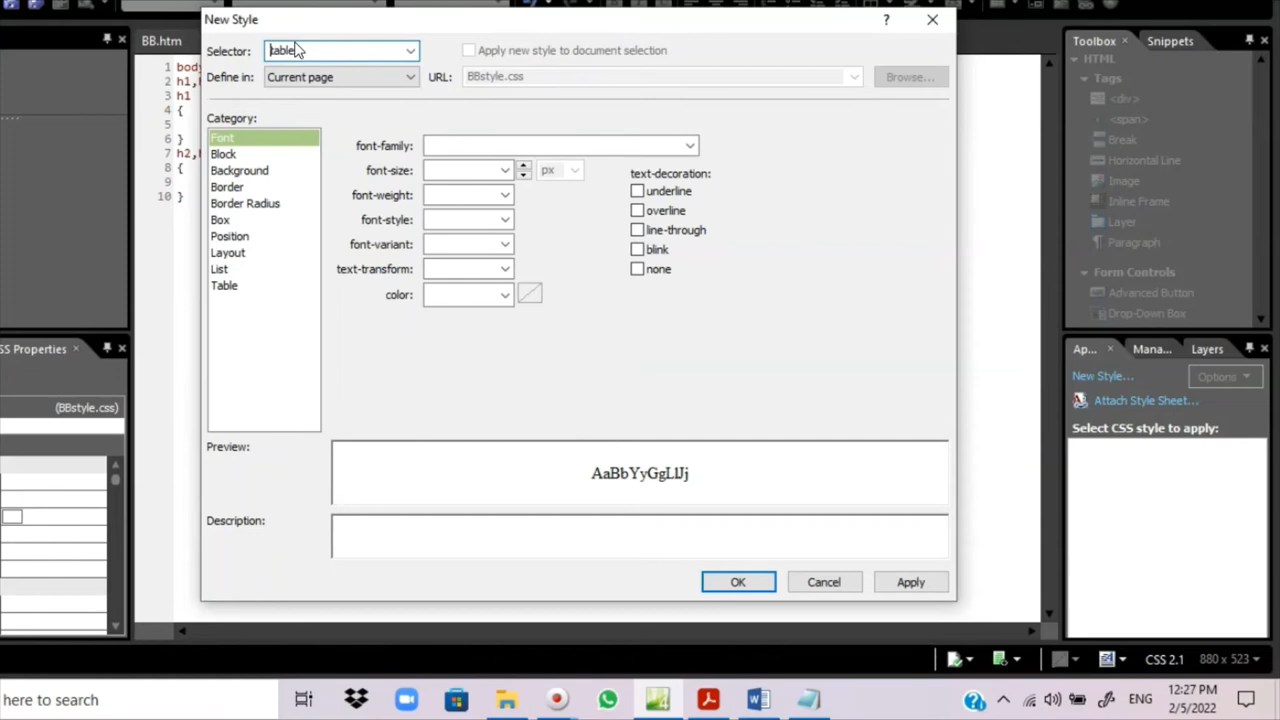 New Style
?
Selector: table
Apply new style to document selection
Define in: Current page
URL: BBstyle.css
Browse...
Category:
Font
Block
Background
Border
Border Radius
Box
Position
Layout
List
Table
font-family:
font-size:
px
font-weight:
font-style:
font-variant:
text-transform:
color:
text-decoration:
underline
overline
line-through
blink
none
Preview:
AaBbYyGgLlJj
Description:
OK
Cancel
Apply
BB.htm
1 body
2 h1,h
3 h1
4 {
5
6 }
7 h2,h
8 {
9
10 }
SS Properties
(BBstyle.css)
Toolbox
Snippets
HTML
Tags
<div>
<span>
Break
Horizontal Line
Image
Inline Frame
Layer
Paragraph
Form Controls
Advanced Button
Drop-Down Box
Ap...
Mana...
Layers
New Style...
Options
Attach Style Sheet...
Select CSS style to apply:
CSS 2.1
880 × 523
here to search
ENG
12:27 PM
2/5/2022